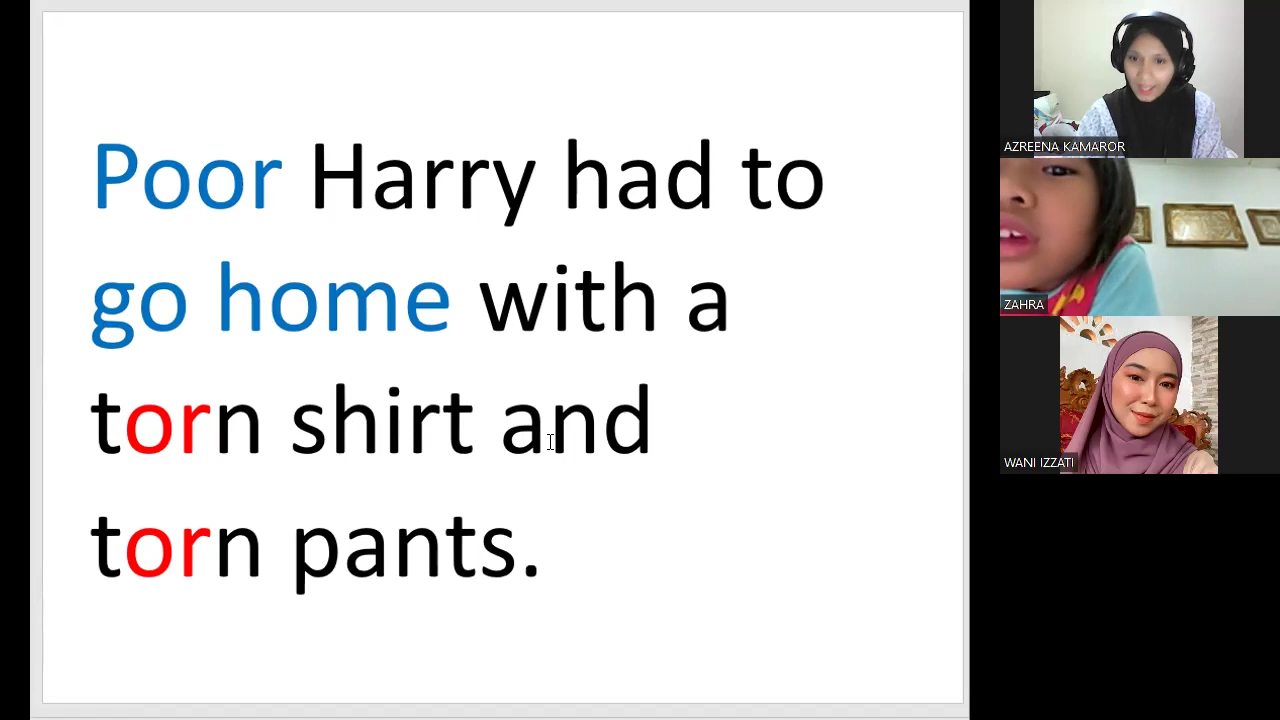 Poor Harry had to
go home with a
torn shirt and
torn pants.
AZREENA KAMAROR
ZAHRA
WANI IZZATI